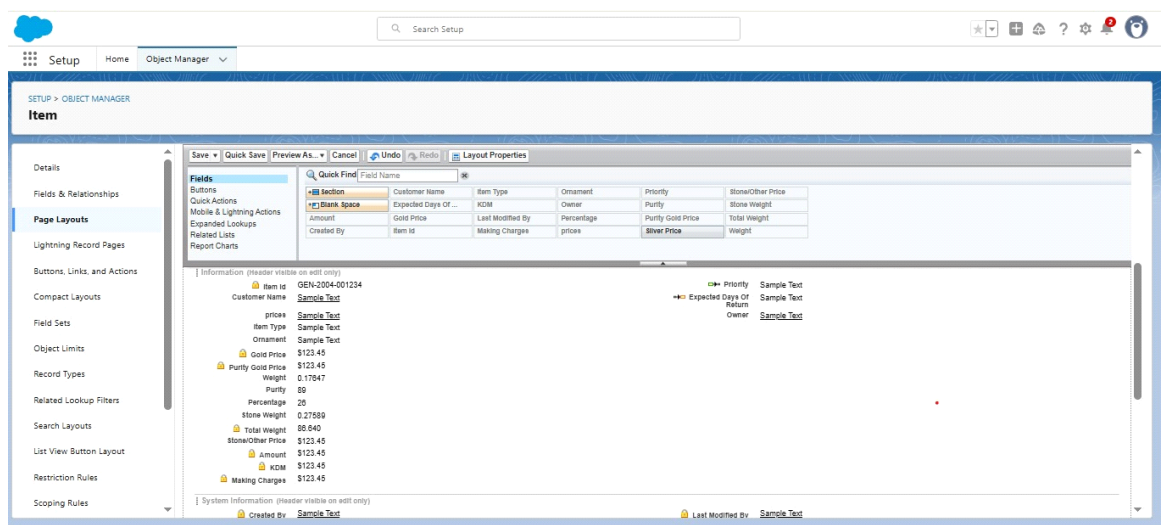 Search Setup
2
Setup Home Object Manager
SETUP > OBJECT MANAGER
Item
Details
Fields & Relationships
Page Layouts
Lightning Record Pages
Buttons, Links, and Actions
Compact Layouts
Field Sets
Object Limits
Record Types
Related Lookup Filters
Search Layouts
List View Button Layout
Restriction Rules
Scoping Rules
Save Quick Save Preview As... Cancel Undo Redo Layout Properties
Fields
Buttons
Quick Actions
Mobile & Lightning Actions
Expanded Lookups
Related Lists
Report Charts
Quick Find Field Name
Section Customer Name Item Type Ornament Priority Stone/Other Price
Blank Space Expected Days Of ... KDM Owner Purity Stone Weight
Amount Gold Price Last Modified By Percentage Purity Gold Price Total Weight
Created By Item Id Making Charges prices Silver Price Weight
Information (Header visible on edit only)
Item Id GEN-2004-001234
Customer Name Sample Text
prices Sample Text
Item Type Sample Text
Ornament Sample Text
Gold Price $123.45
Purity Gold Price $123.45
Weight 0.17647
Purity 89
Percentage 26
Stone Weight 0.27589
Total Weight 86.640
Stone/Other Price $123.45
Amount $123.45
KDM $123.45
Making Charges $123.45
Priority Sample Text
Expected Days Of Sample Text
Return
Owner Sample Text
System Information (Header visible on edit only)
Created By Sample Text Last Modified By Sample Text